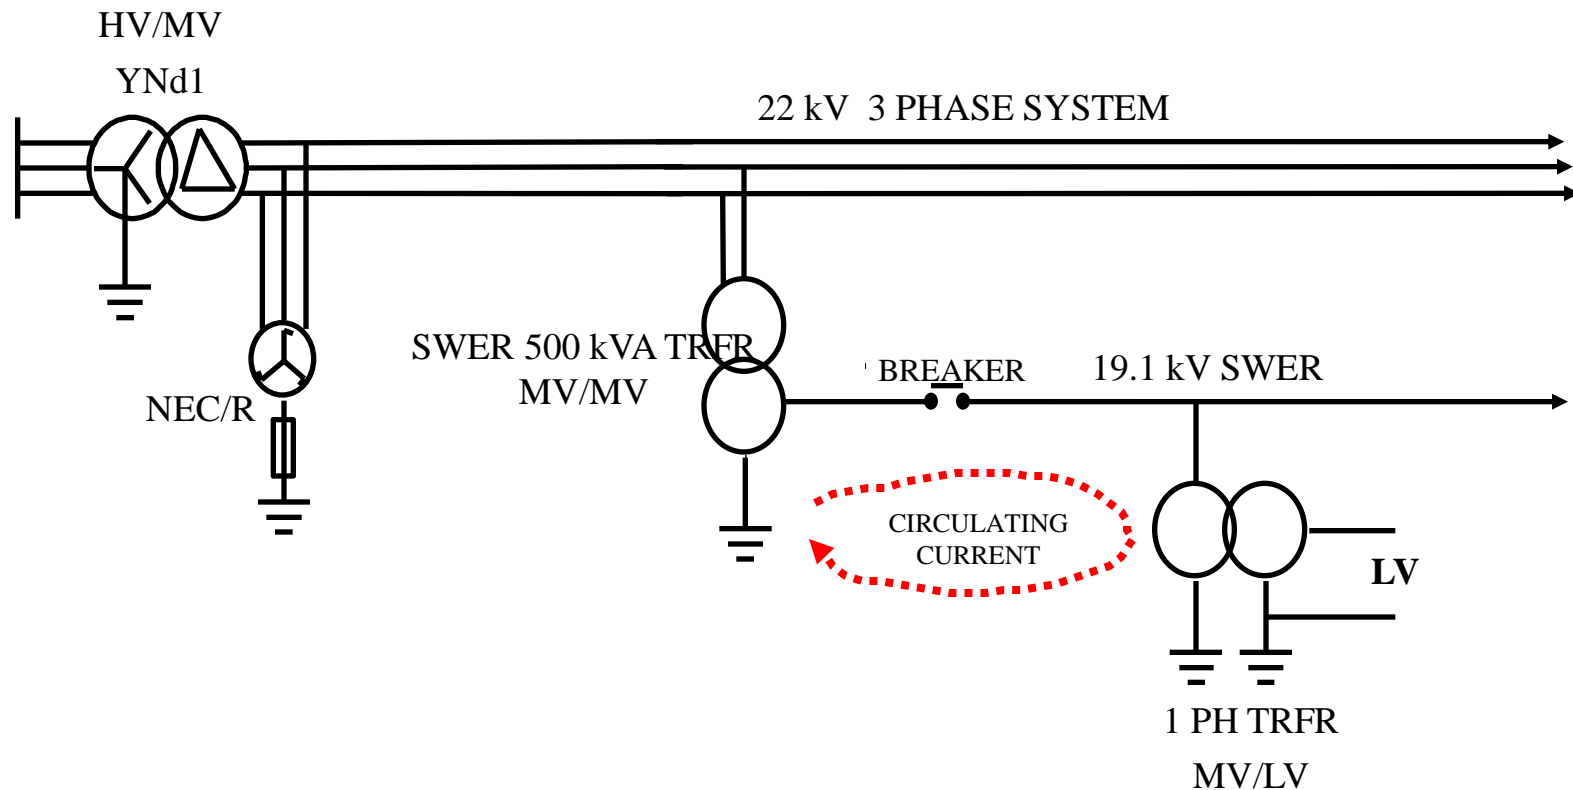 HV/MV
YNd1
22 kV 3 PHASE SYSTEM
SWER 500 kVA TRFR
MV/MV
BREAKER
19.1 kV SWER
NEC/R
CIRCULATING
CURRENT
LV
1 PH TRFR
MV/LV